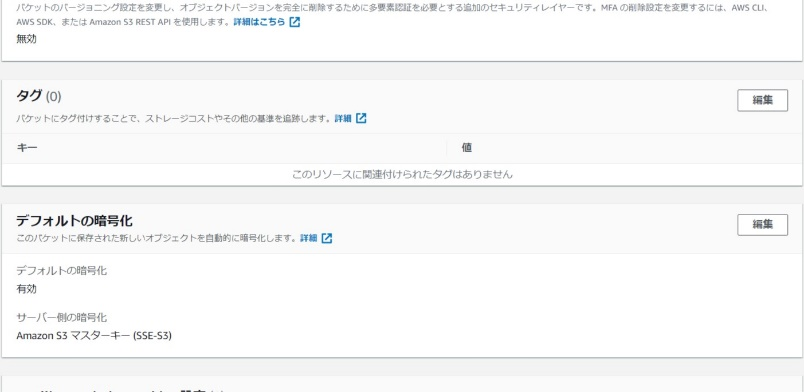 バケットのバージョニング設定を変更し、オブジェクトバージョンを完全に削除するために多要素認証を必要とする追加のセキュリティレイヤーです。MFA の削除設定を変更するには、AWS CLI、
AWS SDK、または Amazon S3 REST API を使用します。詳細はこちら
無効
タグ (0)
編集
バケットにタグ付けすることで、ストレージコストやその他の基準を追跡します。詳細
キー 値
このリソースに関連付けられたタグはありません
デフォルトの暗号化
編集
このバケットに保存された新しいオブジェクトを自動的に暗号化します。詳細
デフォルトの暗号化
有効
サーバー側の暗号化
Amazon S3 マスターキー (SSE-S3)